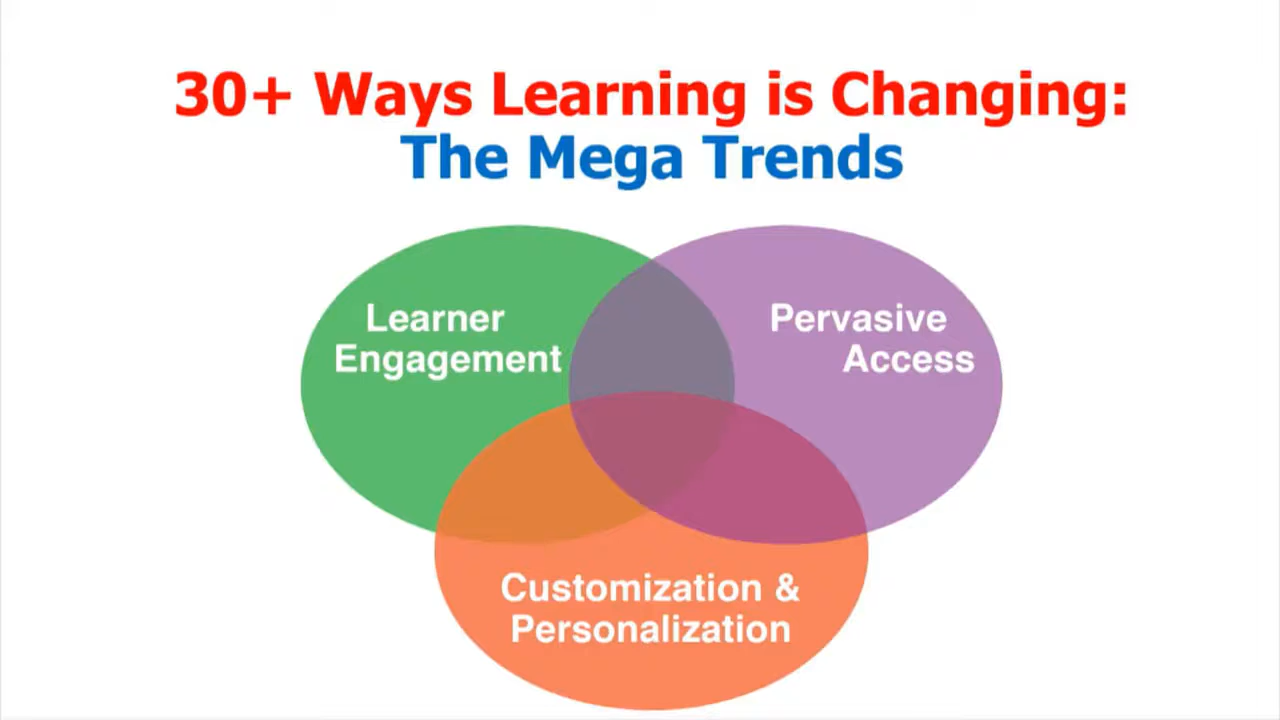 30+ Ways Learning is Changing:
The Mega Trends
Learner
Engagement
Pervasive
Access
Customization &
Personalization